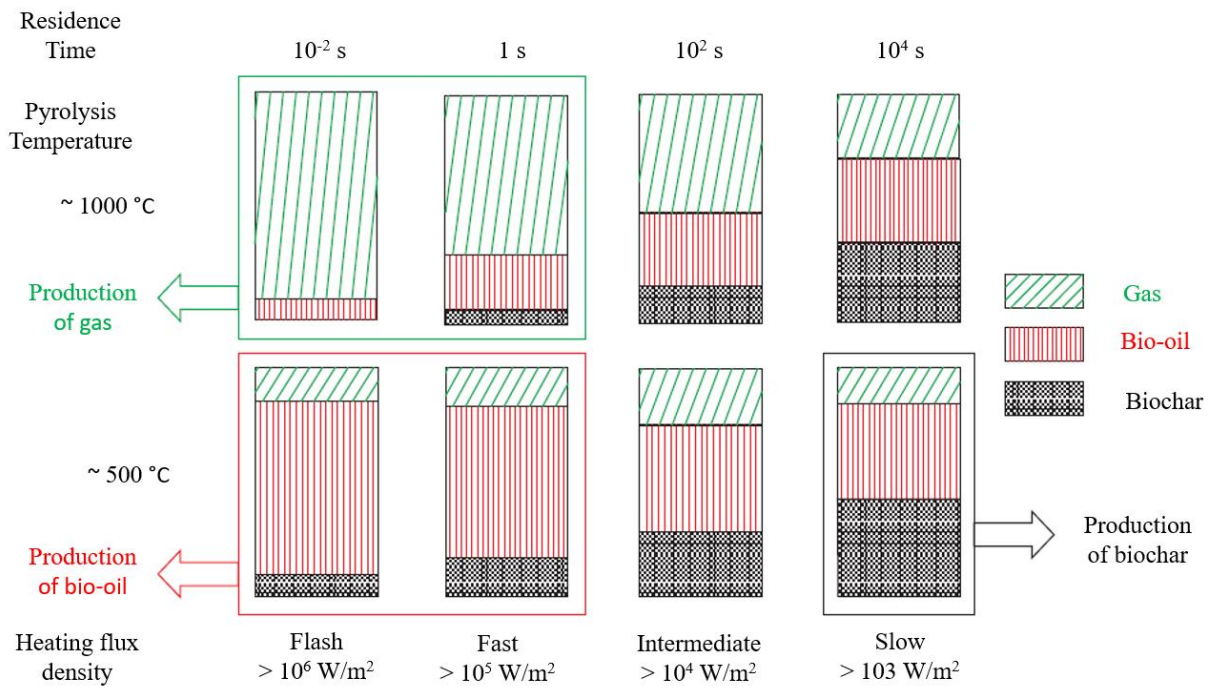 Residence
Time
10⁻² s
1 s
10² s
10⁴ s
Pyrolysis
Temperature
~ 1000 °C
Production
of gas
Gas
Bio-oil
Biochar
~ 500 °C
Production
of bio-oil
Production
of biochar
Heating flux
density
Flash
> 10⁶ W/m²
Fast
> 10⁵ W/m²
Intermediate
> 10⁴ W/m²
Slow
> 103 W/m²